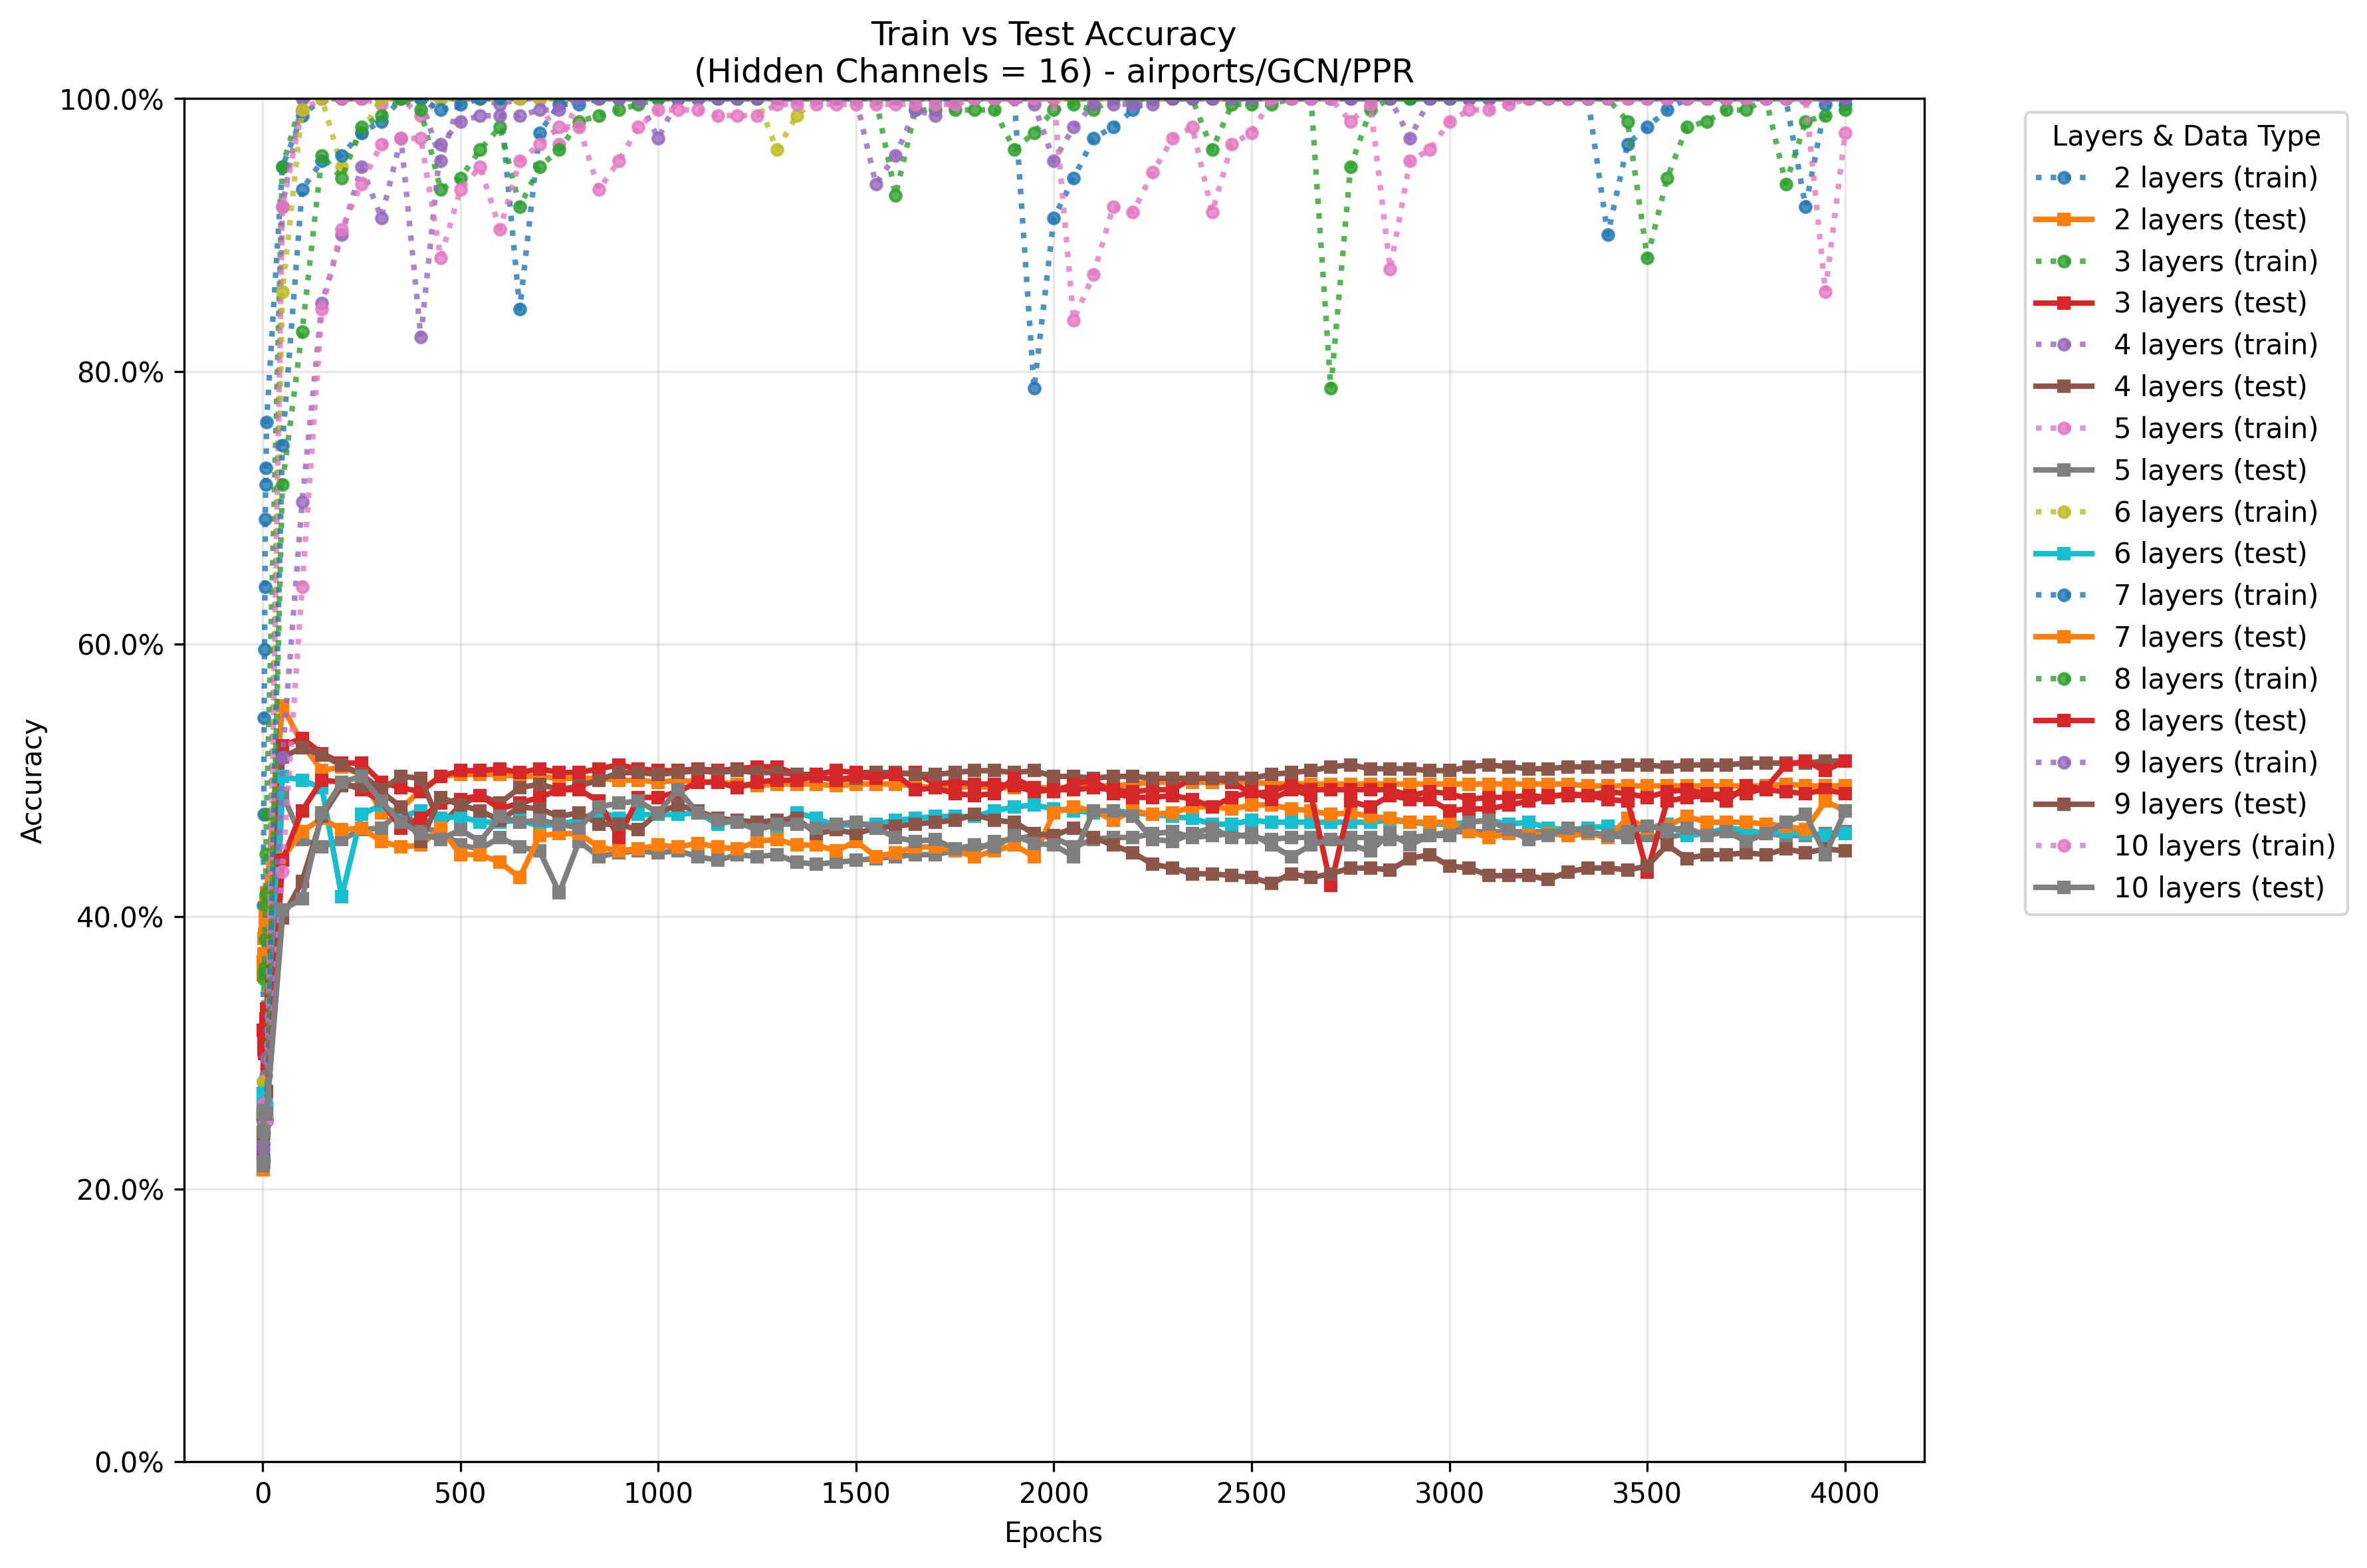 Train vs Test Accuracy
(Hidden Channels = 16) - airports/GCN/PPR
100.0%
80.0%
60.0%
40.0%
20.0%
0.0%
Accuracy
0 500 1000 1500 2000 2500 3000 3500 4000
Epochs
Layers & Data Type
2 layers (train)
2 layers (test)
3 layers (train)
3 layers (test)
4 layers (train)
4 layers (test)
5 layers (train)
5 layers (test)
6 layers (train)
6 layers (test)
7 layers (train)
7 layers (test)
8 layers (train)
8 layers (test)
9 layers (train)
9 layers (test)
10 layers (train)
10 layers (test)